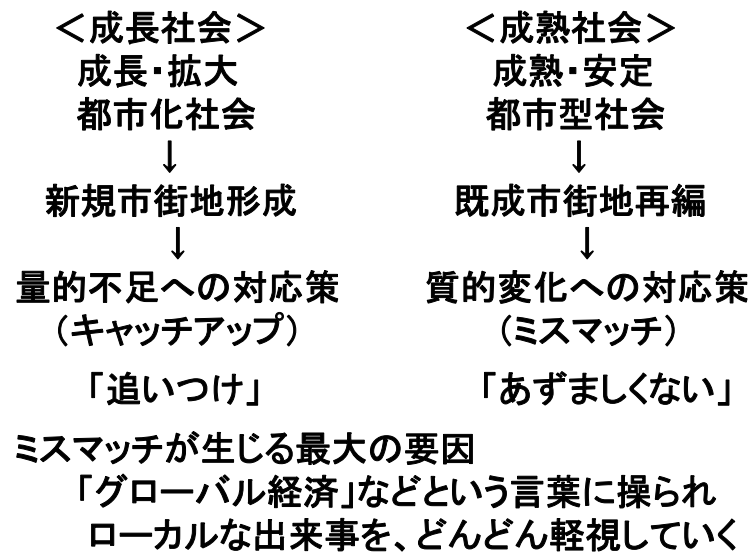 ＜成長社会＞
成長・拡大
都市化社会
↓
新規市街地形成
↓
量的不足への対応策
（キャッチアップ）
「追いつけ」
＜成熟社会＞
成熟・安定
都市型社会
↓
既成市街地再編
↓
質的変化への対応策
（ミスマッチ）
「あずましくない」
ミスマッチが生じる最大の要因
「グローバル経済」などという言葉に操られ
ローカルな出来事を、どんどん軽視していく